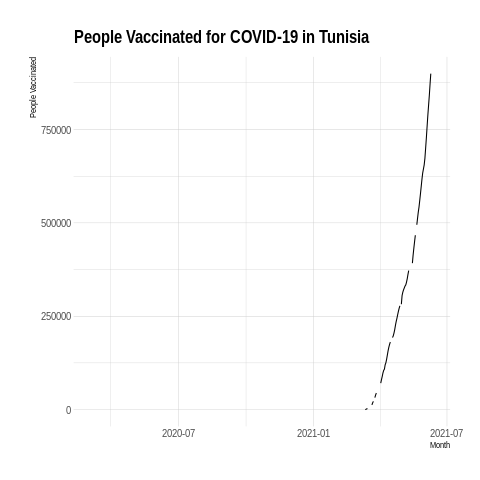 People Vaccinated for COVID-19 in Tunisia
People Vaccinated
750000
500000
250000
0
2020-07
2021-01
2021-07
Month